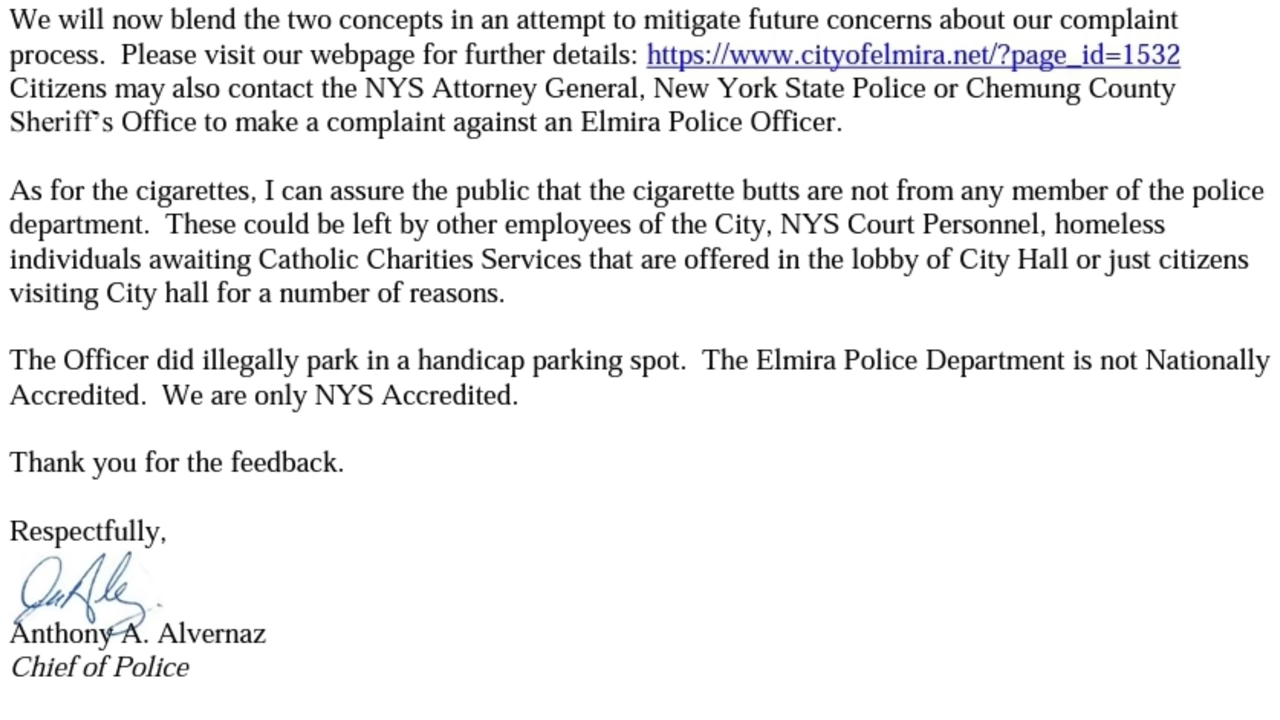 We will now blend the two concepts in an attempt to mitigate future concerns about our complaint
process.  Please visit our webpage for further details: https://www.cityofelmira.net/?page_id=1532
Citizens may also contact the NYS Attorney General, New York State Police or Chemung County
Sheriff's Office to make a complaint against an Elmira Police Officer.
As for the cigarettes, I can assure the public that the cigarette butts are not from any member of the police
department.  These could be left by other employees of the City, NYS Court Personnel, homeless
individuals awaiting Catholic Charities Services that are offered in the lobby of City Hall or just citizens
visiting City hall for a number of reasons.
The Officer did illegally park in a handicap parking spot.  The Elmira Police Department is not Nationally
Accredited.  We are only NYS Accredited.
Thank you for the feedback.
Respectfully,
Anthony A. Alvernaz
Chief of Police